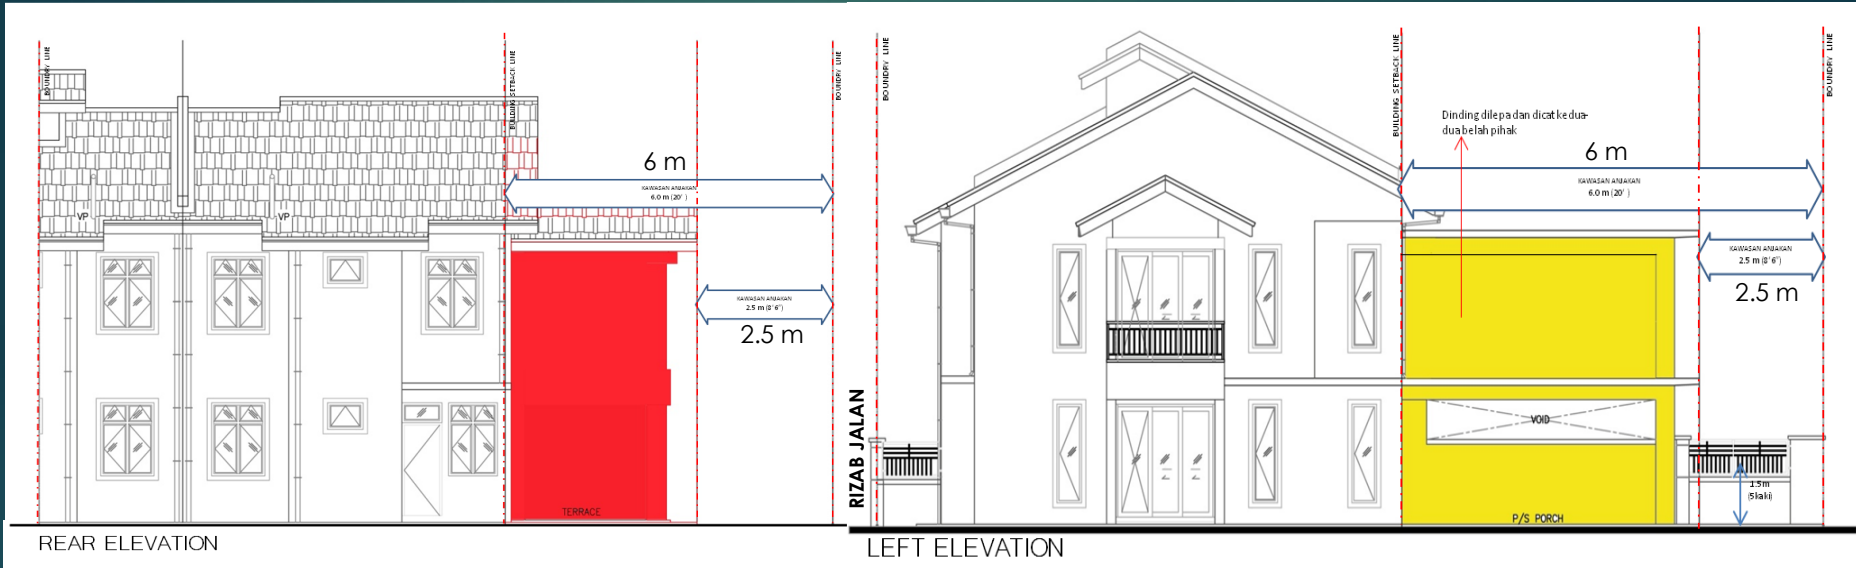 BOUNDRY LINE
BUILDING SETBACK LINE
BOUNDRY LINE
6 m
KAWASAN ANJAKAN
6.0 m (20' )
VP
VP
KAWASAN ANJAKAN
2.5 m (8' 6")
2.5 m
TERRACE
REAR ELEVATION
BOUNDRY LINE
BUILDING SETBACK LINE
BOUNDRY LINE
Dinding dilepa dan dicat kedua-
dua belah pihak
6 m
KAWASAN ANJAKAN
6.0 m (20' )
KAWASAN ANJAKAN
2.5 m (8' 6")
2.5 m
RIZAB JALAN
VOID
1.5m
(5kaki)
P/S PORCH
LEFT ELEVATION